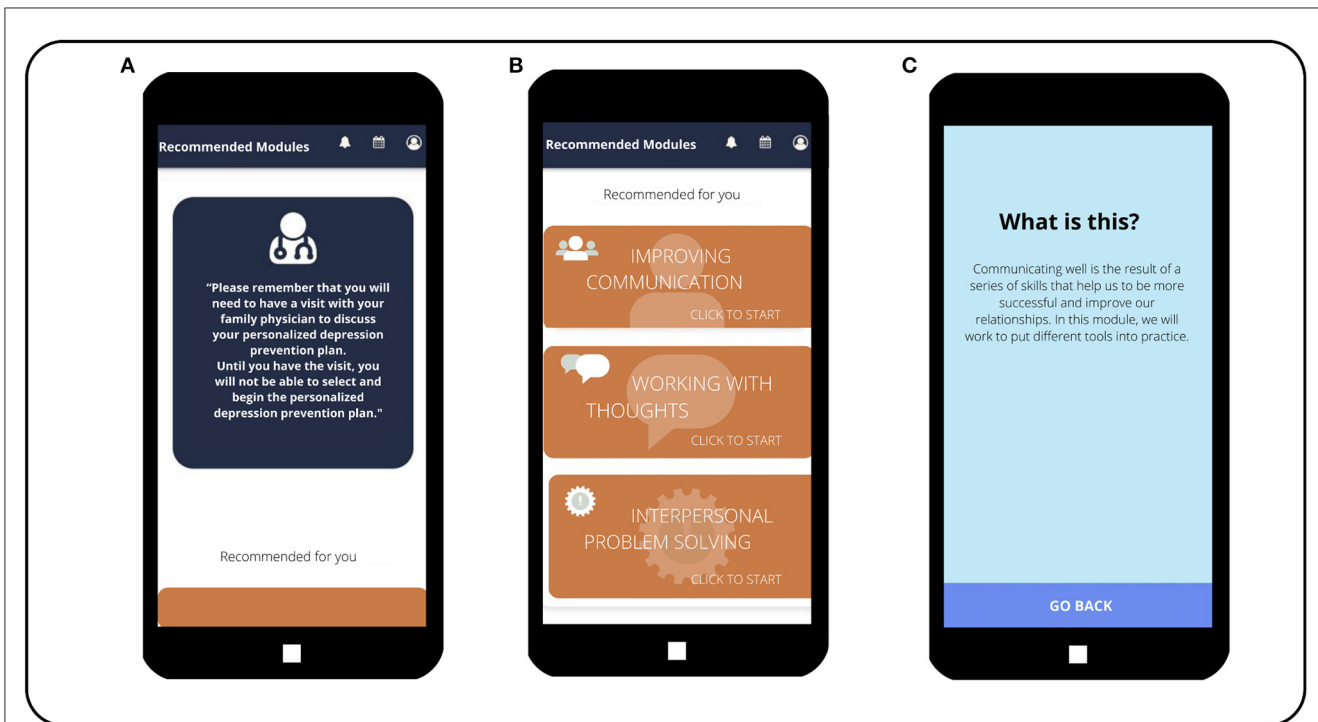 A
Recommended Modules
“Please remember that you will
need to have a visit with your
family physician to discuss
your personalized depression
prevention plan.
Until you have the visit, you
will not be able to select and
begin the personalized
depression prevention plan."
Recommended for you
B
Recommended Modules
Recommended for you
IMPROVING
COMMUNICATION
CLICK TO START
WORKING WITH
THOUGHTS
CLICK TO START
INTERPERSONAL
PROBLEM SOLVING
CLICK TO START
C
What is this?
Communicating well is the result of a
series of skills that help us to be more
successful and improve our
relationships. In this module, we will
work to put different tools into practice.
GO BACK